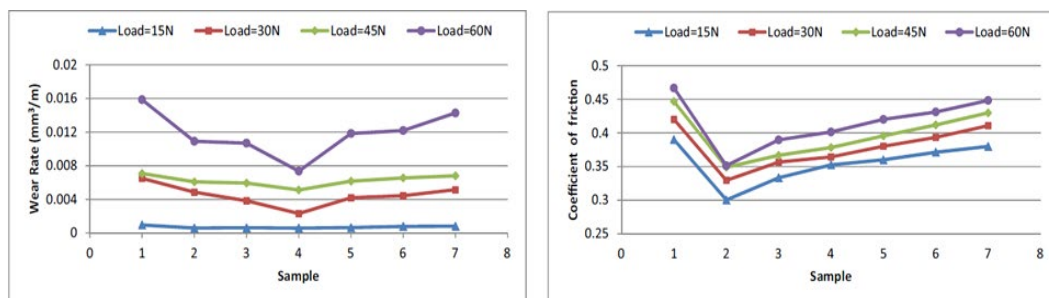 Load=15N Load=30N Load=45N Load=60N
0.02
0.016
0.012
0.008
0.004
0
Wear Rate (mm³/m)
0 1 2 3 4 5 6 7 8
Sample
Load=15N Load=30N Load=45N Load=60N
0.5
0.45
0.4
0.35
0.3
0.25
Coefficient of friction
0 1 2 3 4 5 6 7 8
Sample